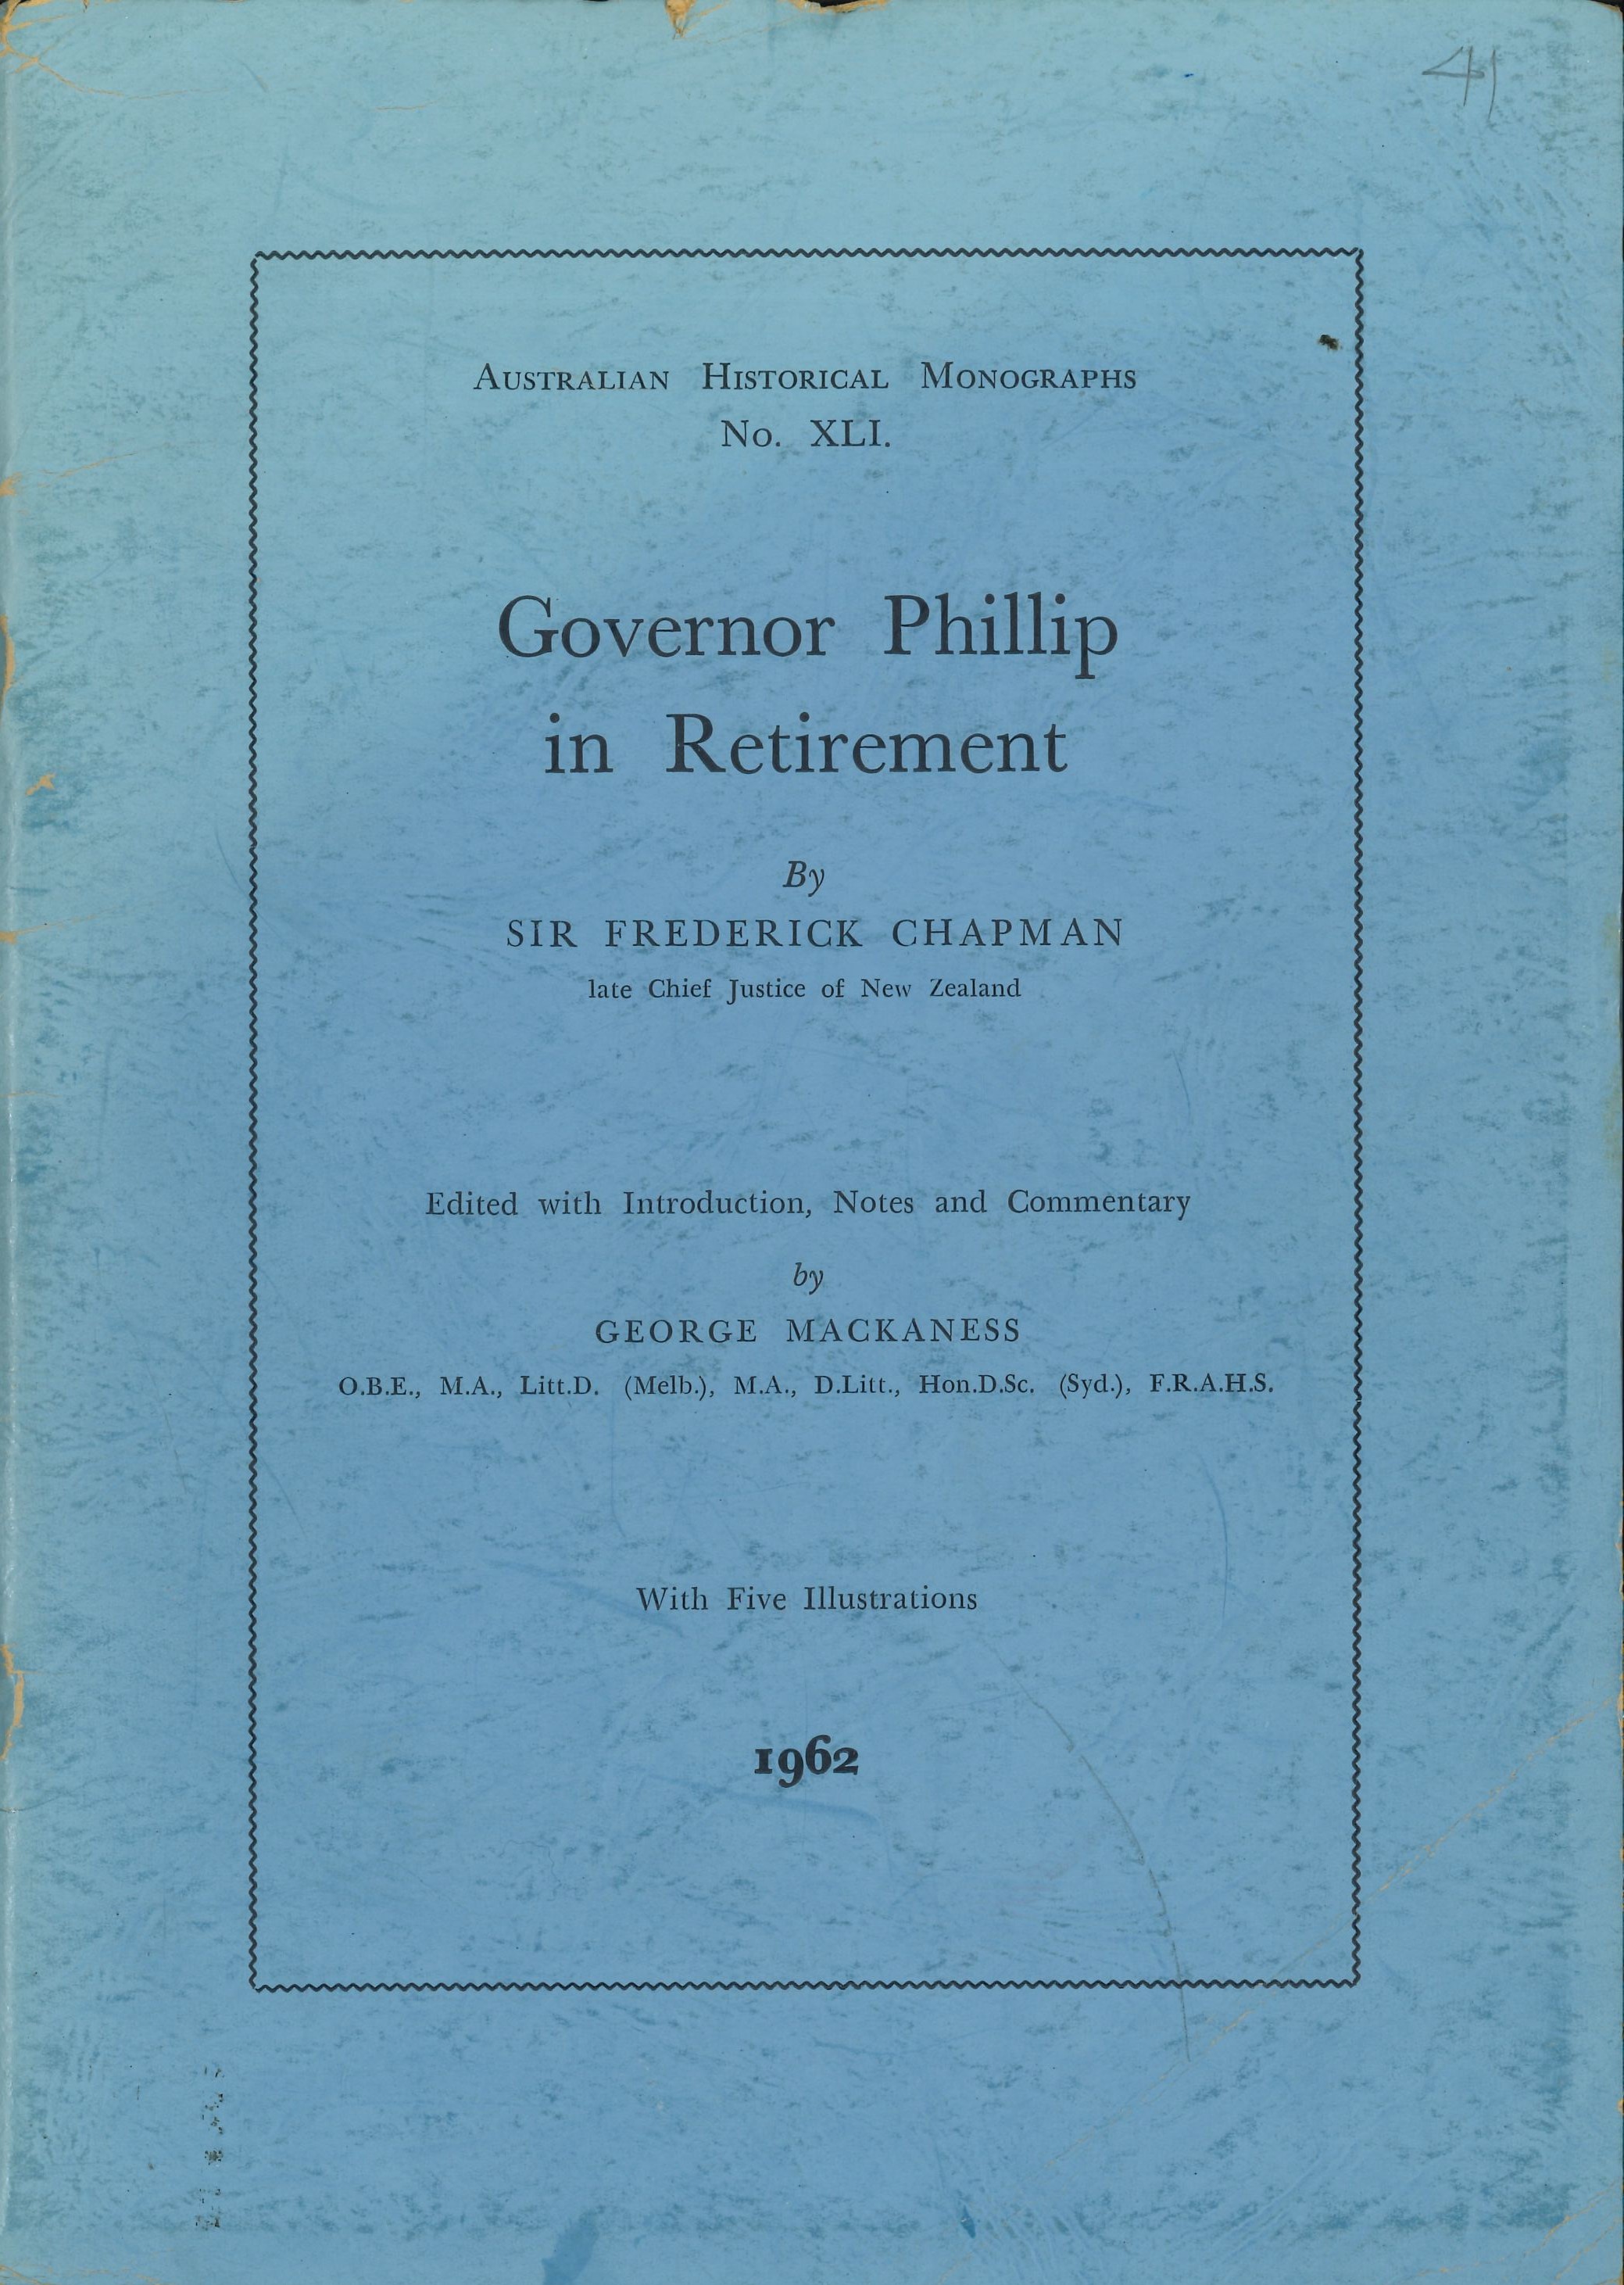 41
Australian Historical Monographs
No. XLI.
Governor Phillip
in Retirement
By
SIR FREDERICK CHAPMAN
late Chief Justice of New Zealand
Edited with Introduction, Notes and Commentary
by
GEORGE MACKANESS
O.B.E., M.A., Litt.D. (Melb.), M.A., D.Litt., Hon.D.Sc. (Syd.), F.R.A.H.S.
With Five Illustrations
1962